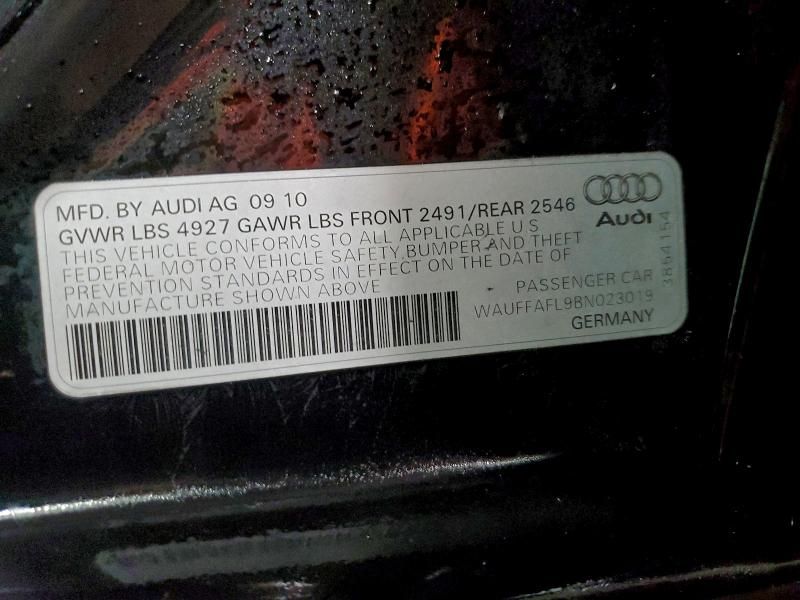 MFD. BY AUDI AG 09 10
GVWR LBS 4927 GAWR LBS FRONT 2491/REAR 2546
THIS VEHICLE CONFORMS TO ALL APPLICABLE U S
FEDERAL MOTOR VEHICLE SAFETY, BUMPER AND THEFT
PREVENTION STANDARDS IN EFFECT ON THE DATE OF
MANUFACTURE SHOWN ABOVE
PASSENGER CAR
WAUFFAFL9BN023019
GERMANY
Audi
3864154